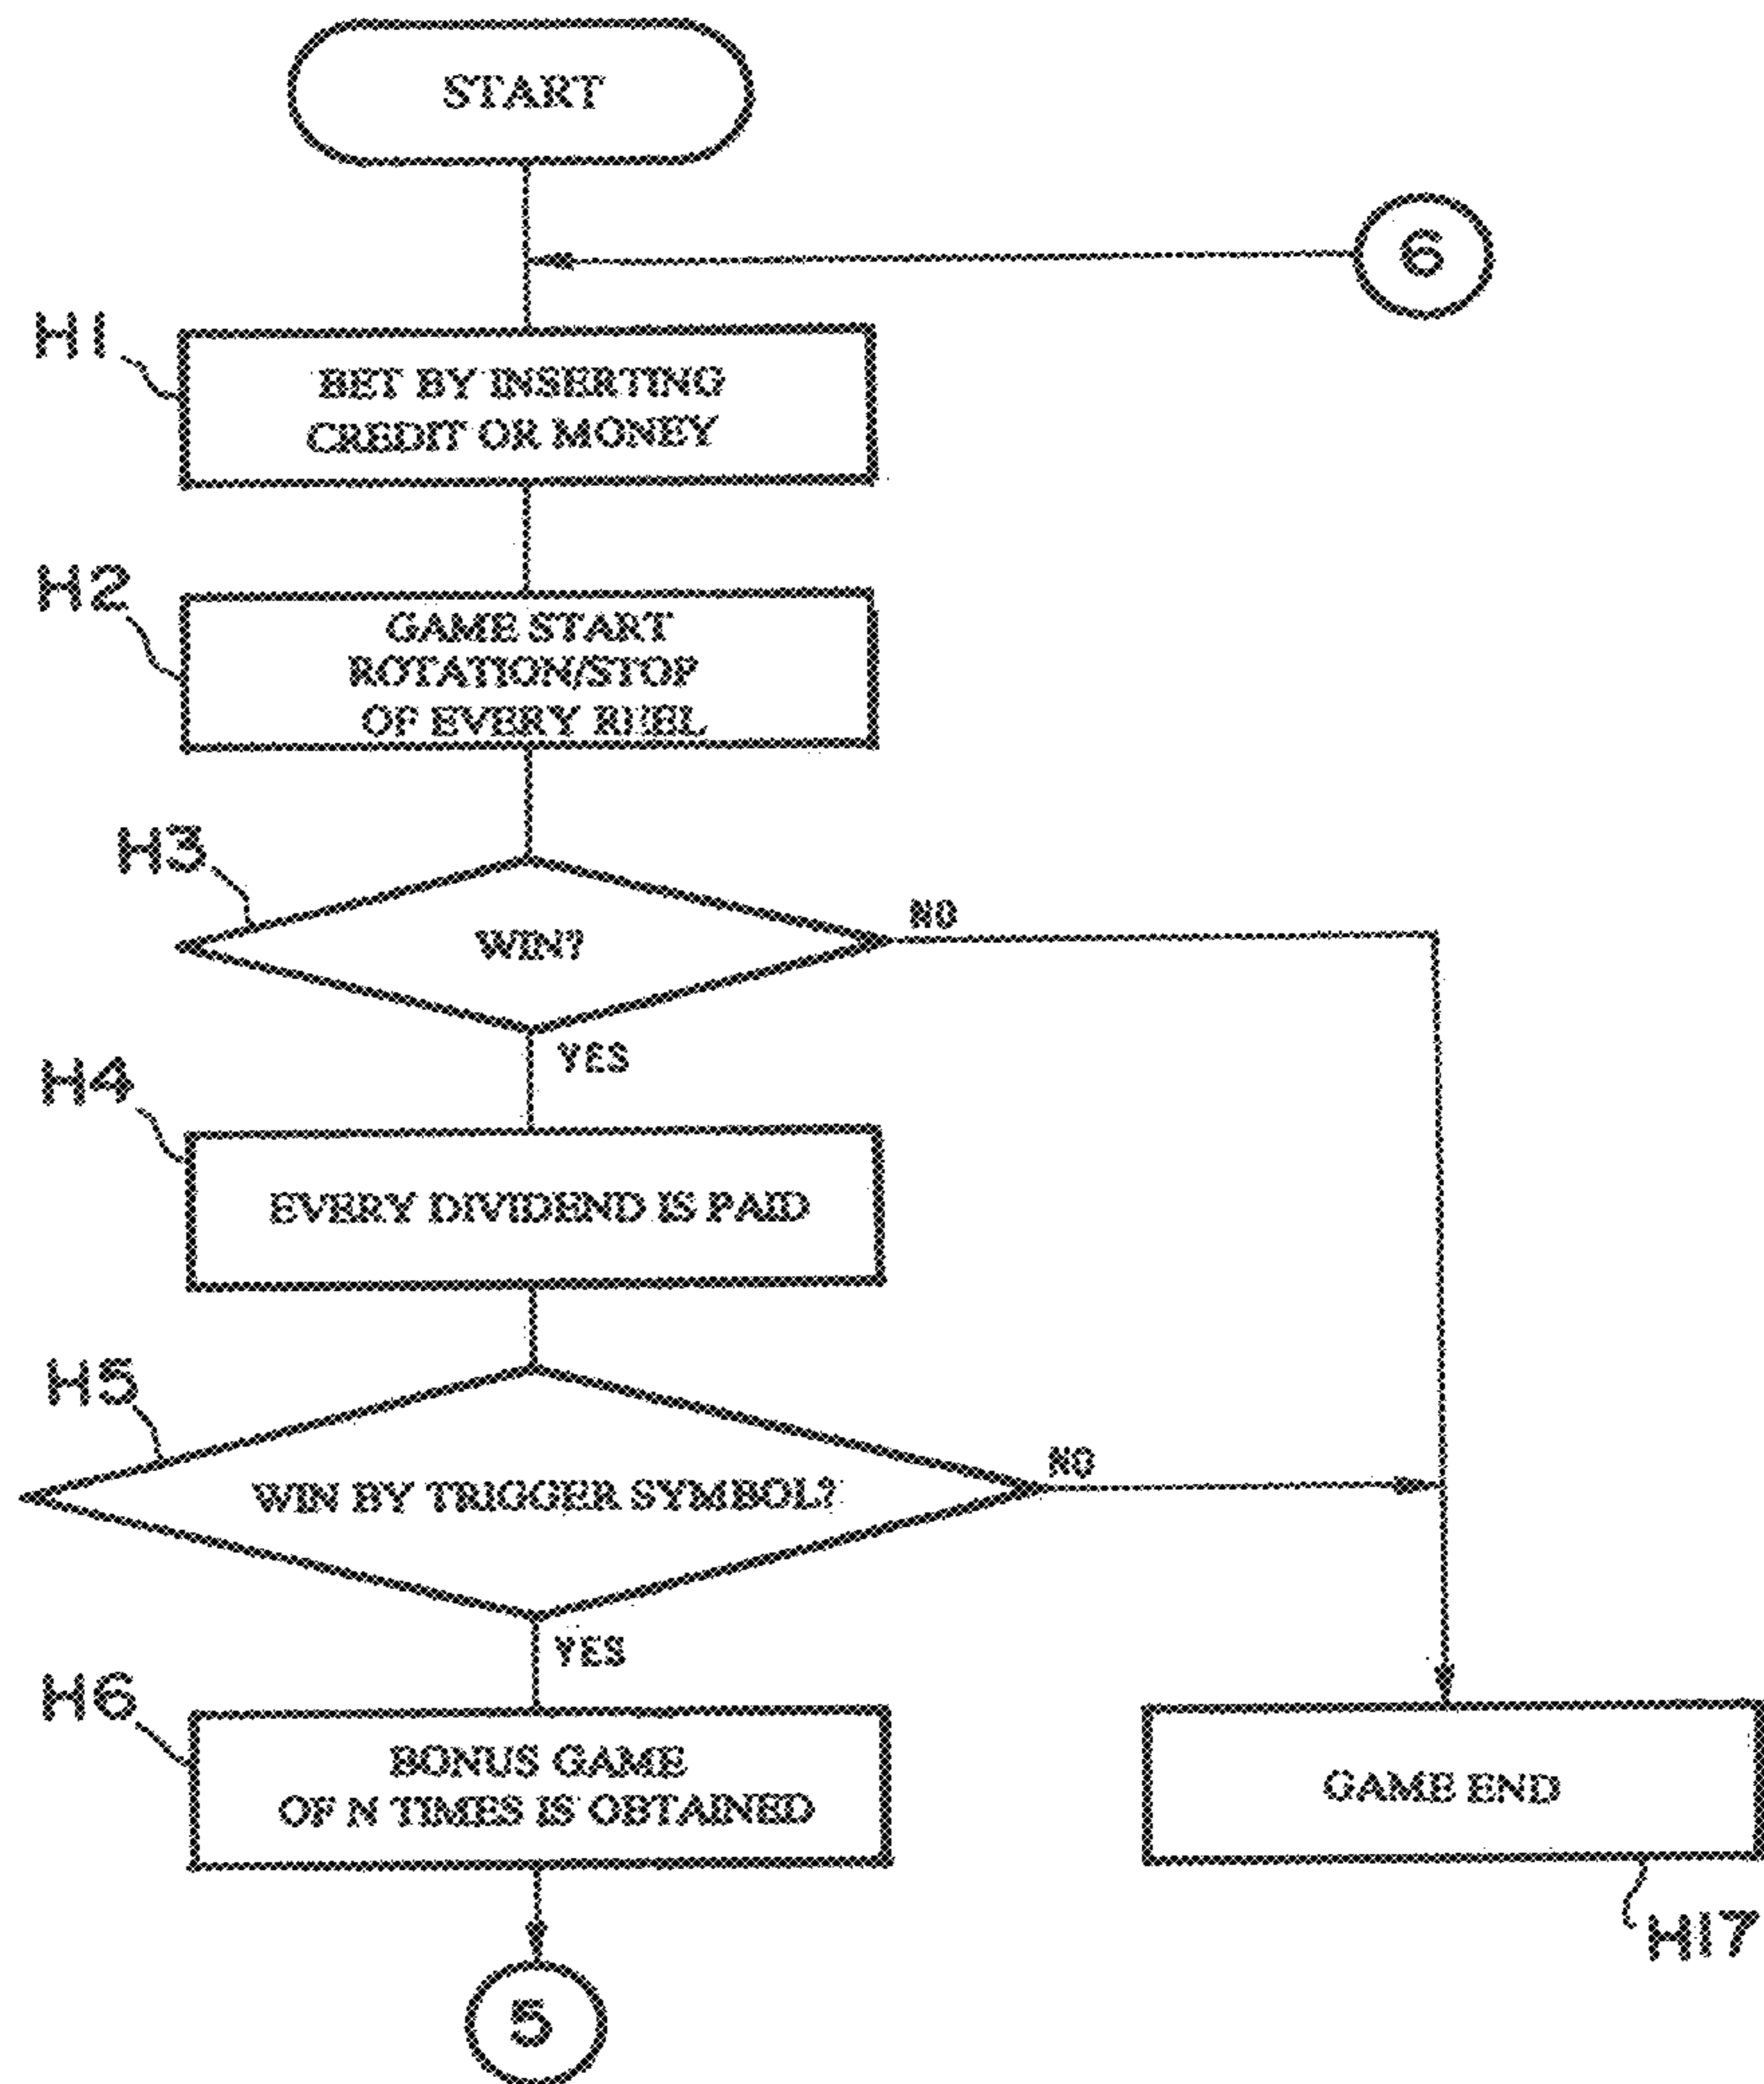 START
6
H1
BET BY INSERTING
CREDIT OR MONEY
H2
GAME START
ROTATION/STOP
OF EVERY REEL
H3
WIN?
NO
YES
H4
EVERY DIVIDEND IS PAID
H5
WIN BY TRIGGER SYMBOL?
NO
YES
H6
BONUS GAME
OF N TIMES IS OBTAINED
GAME END
H17
5